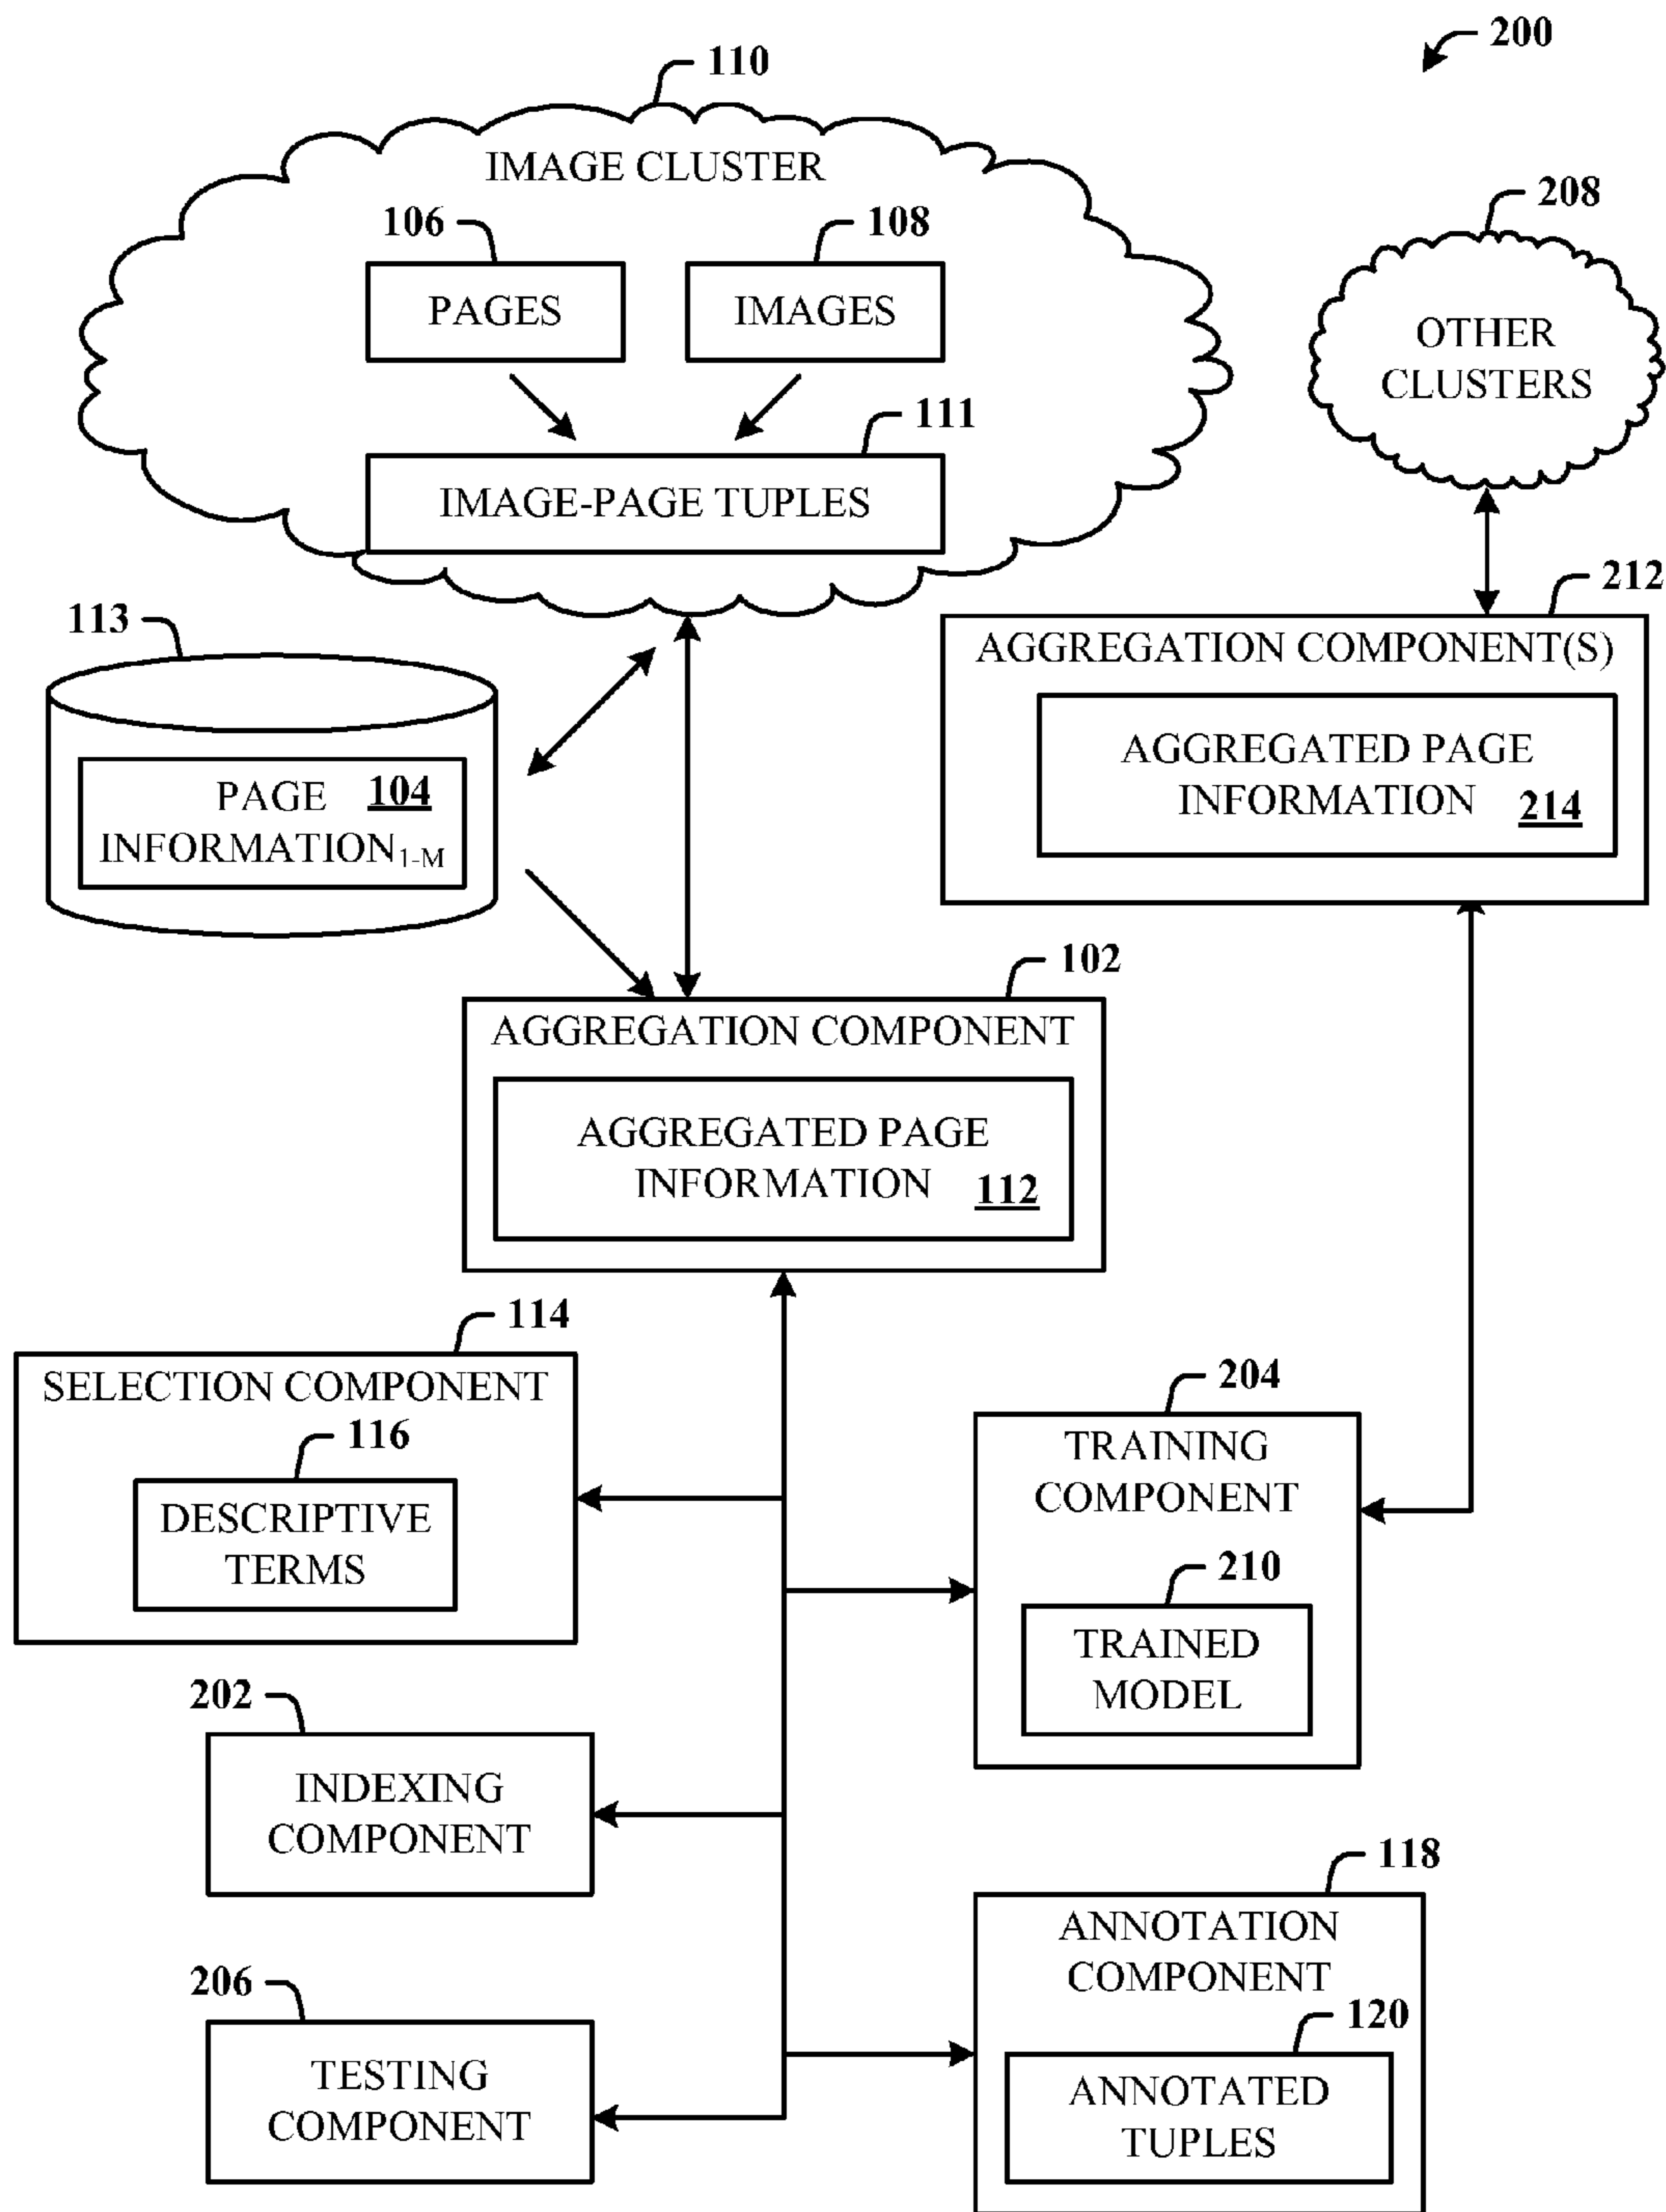 200
110
IMAGE CLUSTER
106
108
208
PAGES
IMAGES
OTHER
CLUSTERS
111
IMAGE-PAGE TUPLES
212
113
AGGREGATION COMPONENT(S)
AGGREGATED PAGE
INFORMATION 214
PAGE 104
INFORMATION1-M
102
AGGREGATION COMPONENT
AGGREGATED PAGE
INFORMATION 112
114
SELECTION COMPONENT
116
DESCRIPTIVE
TERMS
204
TRAINING
COMPONENT
210
TRAINED
MODEL
202
INDEXING
COMPONENT
118
ANNOTATION
COMPONENT
206
120
TESTING
COMPONENT
ANNOTATED
TUPLES